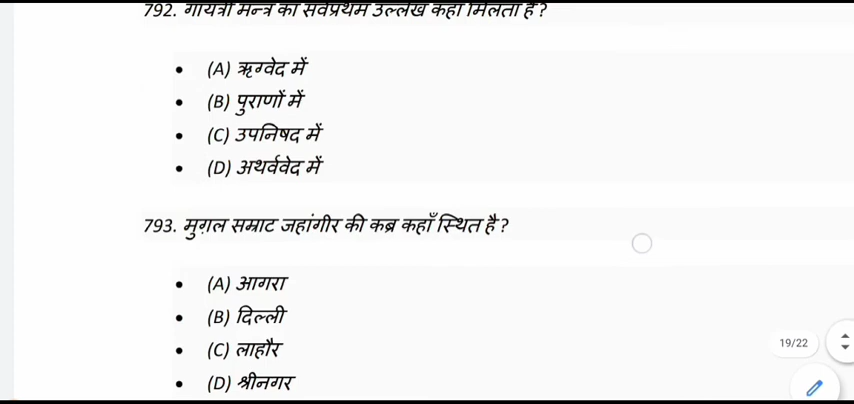 792. गायत्री मन्त्र का सर्वप्रथम उल्लेख कहाँ मिलता है?
• (A) ऋग्वेद में
• (B) पुराणों में
• (C) उपनिषद में
• (D) अथर्ववेद में
793. मुग़ल सम्राट जहांगीर की कब्र कहाँ स्थित है?
• (A) आगरा
• (B) दिल्ली
• (C) लाहौर
19/22
• (D) श्रीनगर